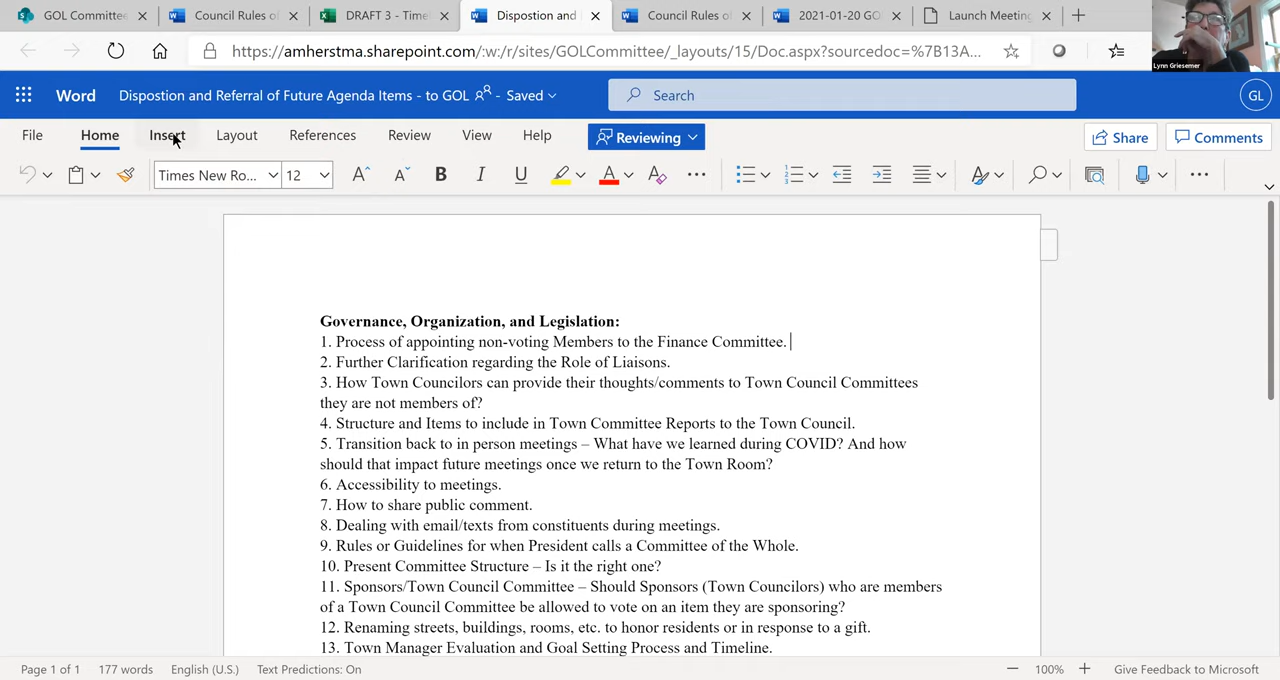 GOL Committee
Council Rules of
DRAFT 3 - Timel
Dispostion and
Council Rules of
2021-01-20 GO
Launch Meeting
https://amherstma.sharepoint.com/:w:/r/sites/GOLCommittee/_layouts/15/Doc.aspx?sourcedoc=%7B13A...
Lynn Griesemer
Word
Dispostion and Referral of Future Agenda Items - to GOL
- Saved
Search
GL
File
Home
Insert
Layout
References
Review
View
Help
Reviewing
Share
Comments
Times New Ro...
12
Governance, Organization, and Legislation:
1. Process of appointing non-voting Members to the Finance Committee.
2. Further Clarification regarding the Role of Liaisons.
3. How Town Councilors can provide their thoughts/comments to Town Council Committees
they are not members of?
4. Structure and Items to include in Town Committee Reports to the Town Council.
5. Transition back to in person meetings – What have we learned during COVID? And how
should that impact future meetings once we return to the Town Room?
6. Accessibility to meetings.
7. How to share public comment.
8. Dealing with email/texts from constituents during meetings.
9. Rules or Guidelines for when President calls a Committee of the Whole.
10. Present Committee Structure – Is it the right one?
11. Sponsors/Town Council Committee – Should Sponsors (Town Councilors) who are members
of a Town Council Committee be allowed to vote on an item they are sponsoring?
12. Renaming streets, buildings, rooms, etc. to honor residents or in response to a gift.
13. Town Manager Evaluation and Goal Setting Process and Timeline.
Page 1 of 1
177 words
English (U.S.)
Text Predictions: On
100%
Give Feedback to Microsoft